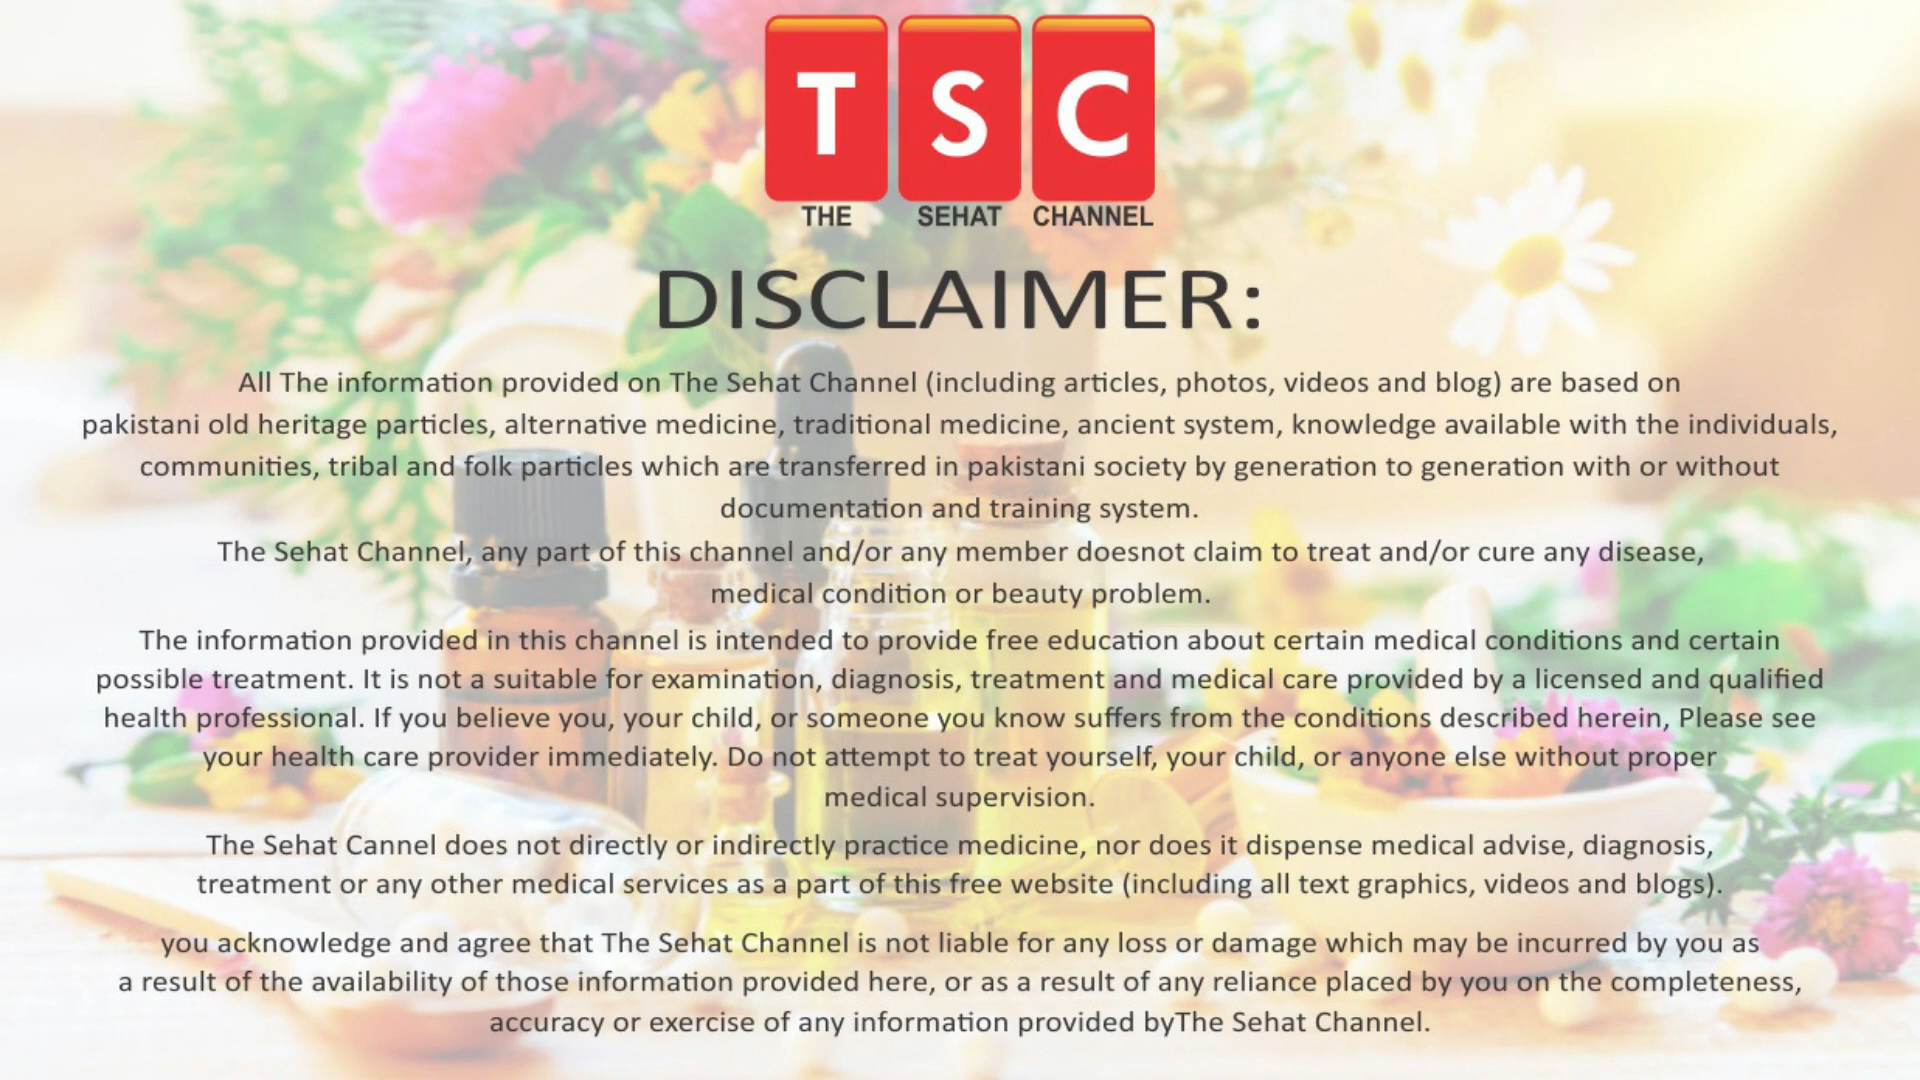 T S C
THE SEHAT CHANNEL
DISCLAIMER:
All The information provided on The Sehat Channel (including articles, photos, videos and blog) are based on
pakistani old heritage particles, alternative medicine, traditional medicine, ancient system, knowledge available with the individuals,
communities, tribal and folk particles which are transferred in pakistani society by generation to generation with or without
documentation and training system.
The Sehat Channel, any part of this channel and/or any member doesnot claim to treat and/or cure any disease,
medical condition or beauty problem.
The information provided in this channel is intended to provide free education about certain medical conditions and certain
possible treatment. It is not a suitable for examination, diagnosis, treatment and medical care provided by a licensed and qualified
health professional. If you believe you, your child, or someone you know suffers from the conditions described herein, Please see
your health care provider immediately. Do not attempt to treat yourself, your child, or anyone else without proper
medical supervision.
The Sehat Cannel does not directly or indirectly practice medicine, nor does it dispense medical advise, diagnosis,
treatment or any other medical services as a part of this free website (including all text graphics, videos and blogs).
you acknowledge and agree that The Sehat Channel is not liable for any loss or damage which may be incurred by you as
a result of the availability of those information provided here, or as a result of any reliance placed by you on the completeness,
accuracy or exercise of any information provided byThe Sehat Channel.